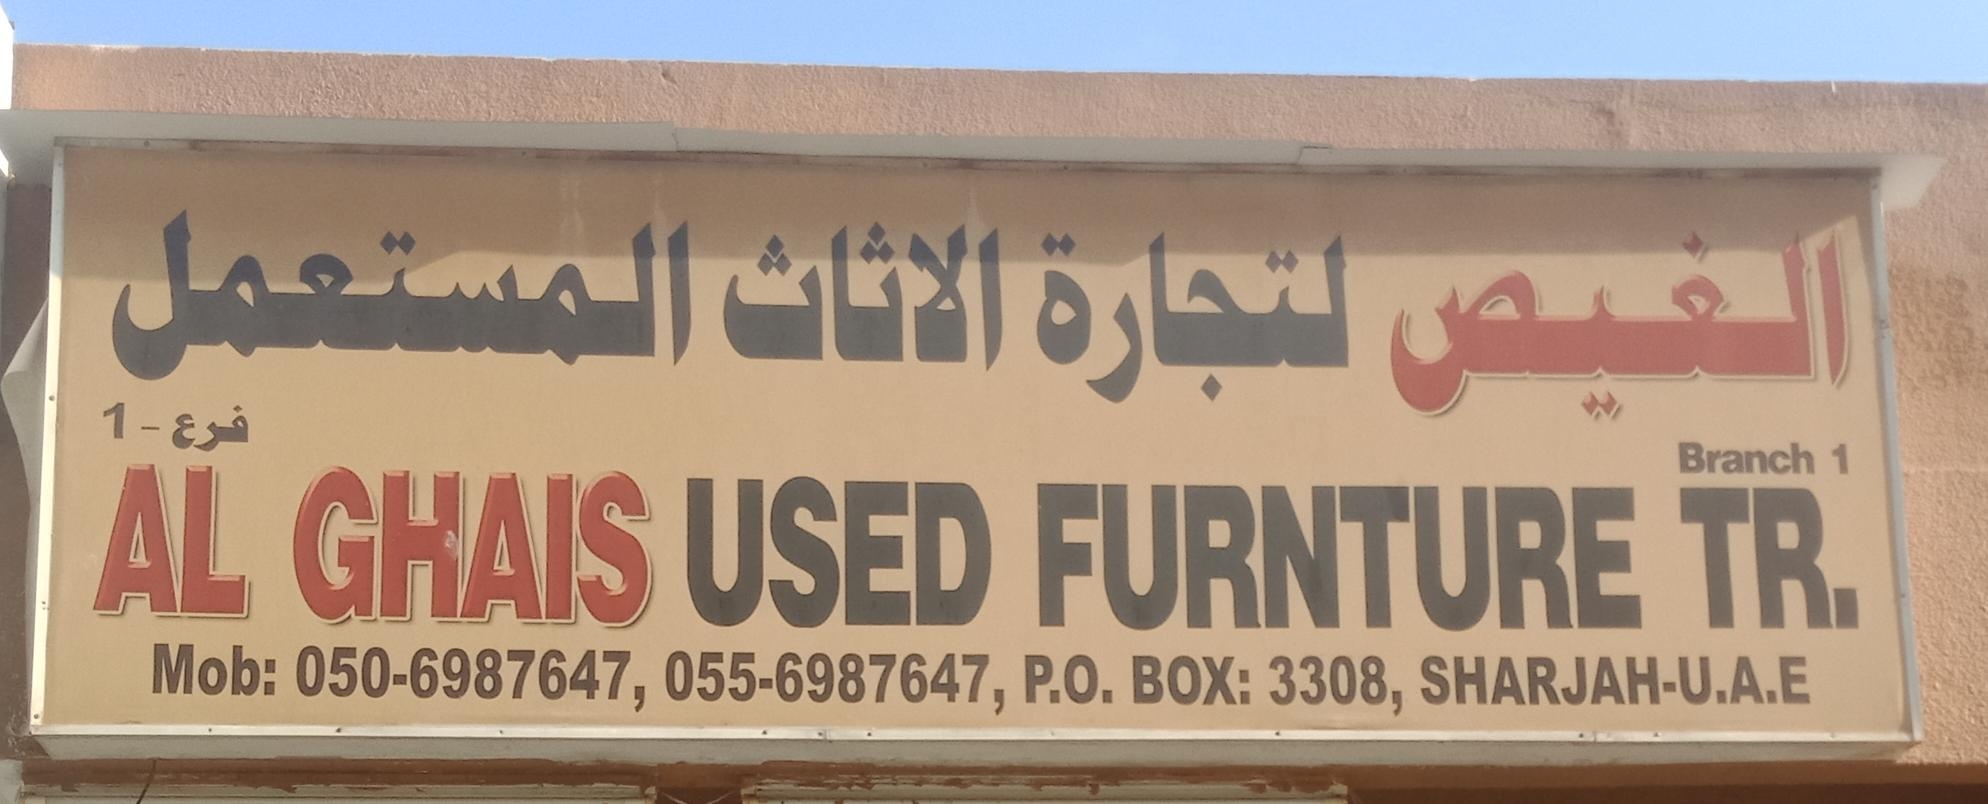 الغيص لتجارة الاثاث المستعمل
فرع - 1
Branch 1
AL GHAIS USED FURNTURE TR.
Mob: 050-6987647, 055-6987647, P.O. BOX: 3308, SHARJAH-U.A.E